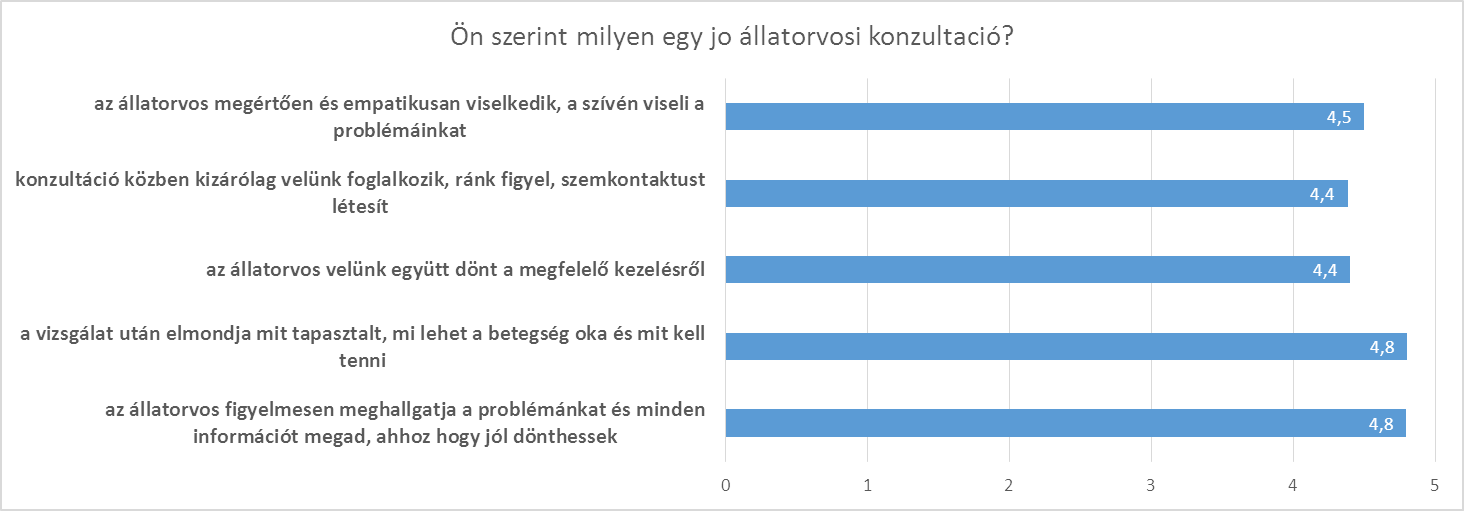 Ön szerint milyen egy jo állatorvosi konzultació?
az állatorvos megértően és empatikusan viselkedik, a szívén viseli a
problémáinkat
4,5
konzultáció közben kizárólag velünk foglalkozik, ránk figyel, szemkontaktust
létesít
4,4
az állatorvos velünk együtt dönt a megfelelő kezelésről
4,4
a vizsgálat után elmondja mit tapasztalt, mi lehet a betegség oka és mit kell
tenni
4,8
az állatorvos figyelmesen meghallgatja a problémánkat és minden
információt megad, ahhoz hogy jól dönthessek
4,8
0 1 2 3 4 5